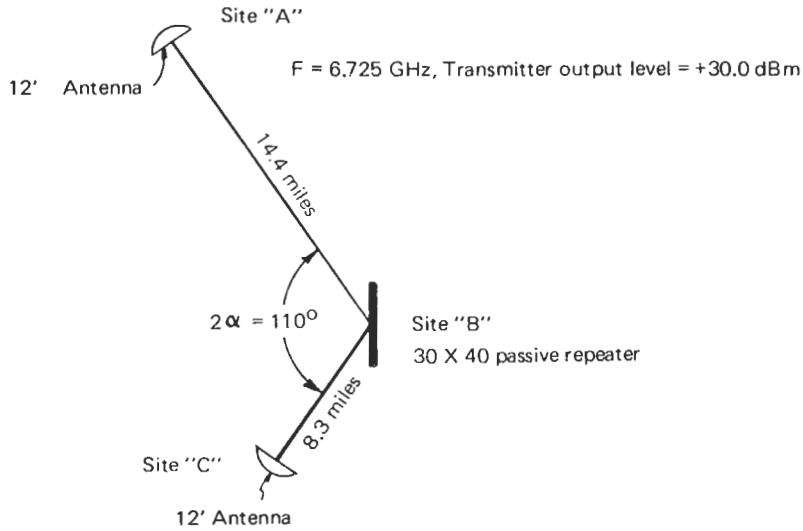 Site "A"
F = 6.725 GHz, Transmitter output level = +30.0 dBm
12' Antenna
14.4 miles
2α = 110°
Site "B"
30 X 40 passive repeater
8.3 miles
Site "C"
12' Antenna